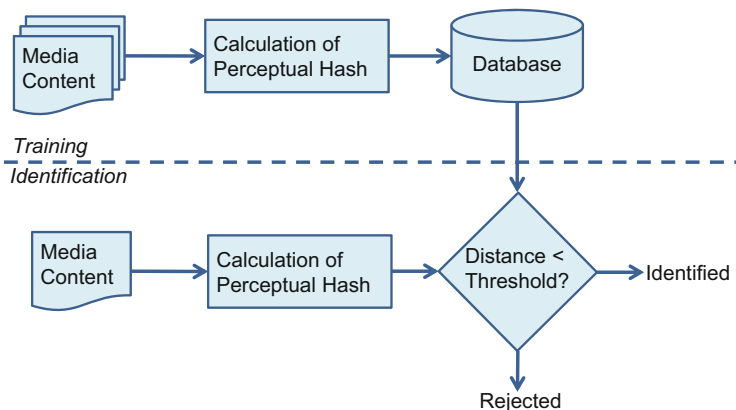 Media
Content
Calculation of
Perceptual Hash
Database
Training
Identification
Media
Content
Calculation of
Perceptual Hash
Distance <
Threshold?
Identified
Rejected